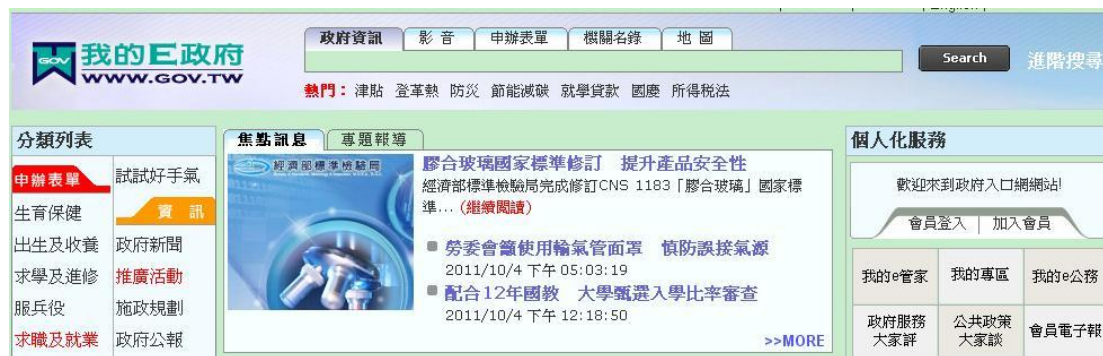 English
我的E政府
WWW.GOV.TW
政府資訊 影 音 申辦表單 機關名錄 地 圖
Search 進階搜尋
熱門：津貼 登革熱 防災 節能減碳 就學貸款 國慶 所得稅法
分類列表
申辦表單 試試好手氣
生育保健 資 訊
出生及收養 政府新聞
求學及進修 推廣活動
服兵役 施政規劃
求職及就業 政府公報
焦點訊息 專題報導
經濟部標準檢驗局
膠合玻璃國家標準修訂 提升產品安全性
經濟部標準檢驗局完成修訂CNS 1183「膠合玻璃」國家標
準... (繼續閱讀)
勞委會籲使用輸氣管面罩 慎防誤接氣源
2011/10/4 下午 05:03:19
配合12年國教 大學甄選入學比率審查
2011/10/4 下午 12:18:50
>>MORE
個人化服務
歡迎來到政府入口網網站!
會員登入 | 加入會員
我的e管家 我的專區 我的e公務
政府服務
大家評
公共政策
大家談
會員電子報